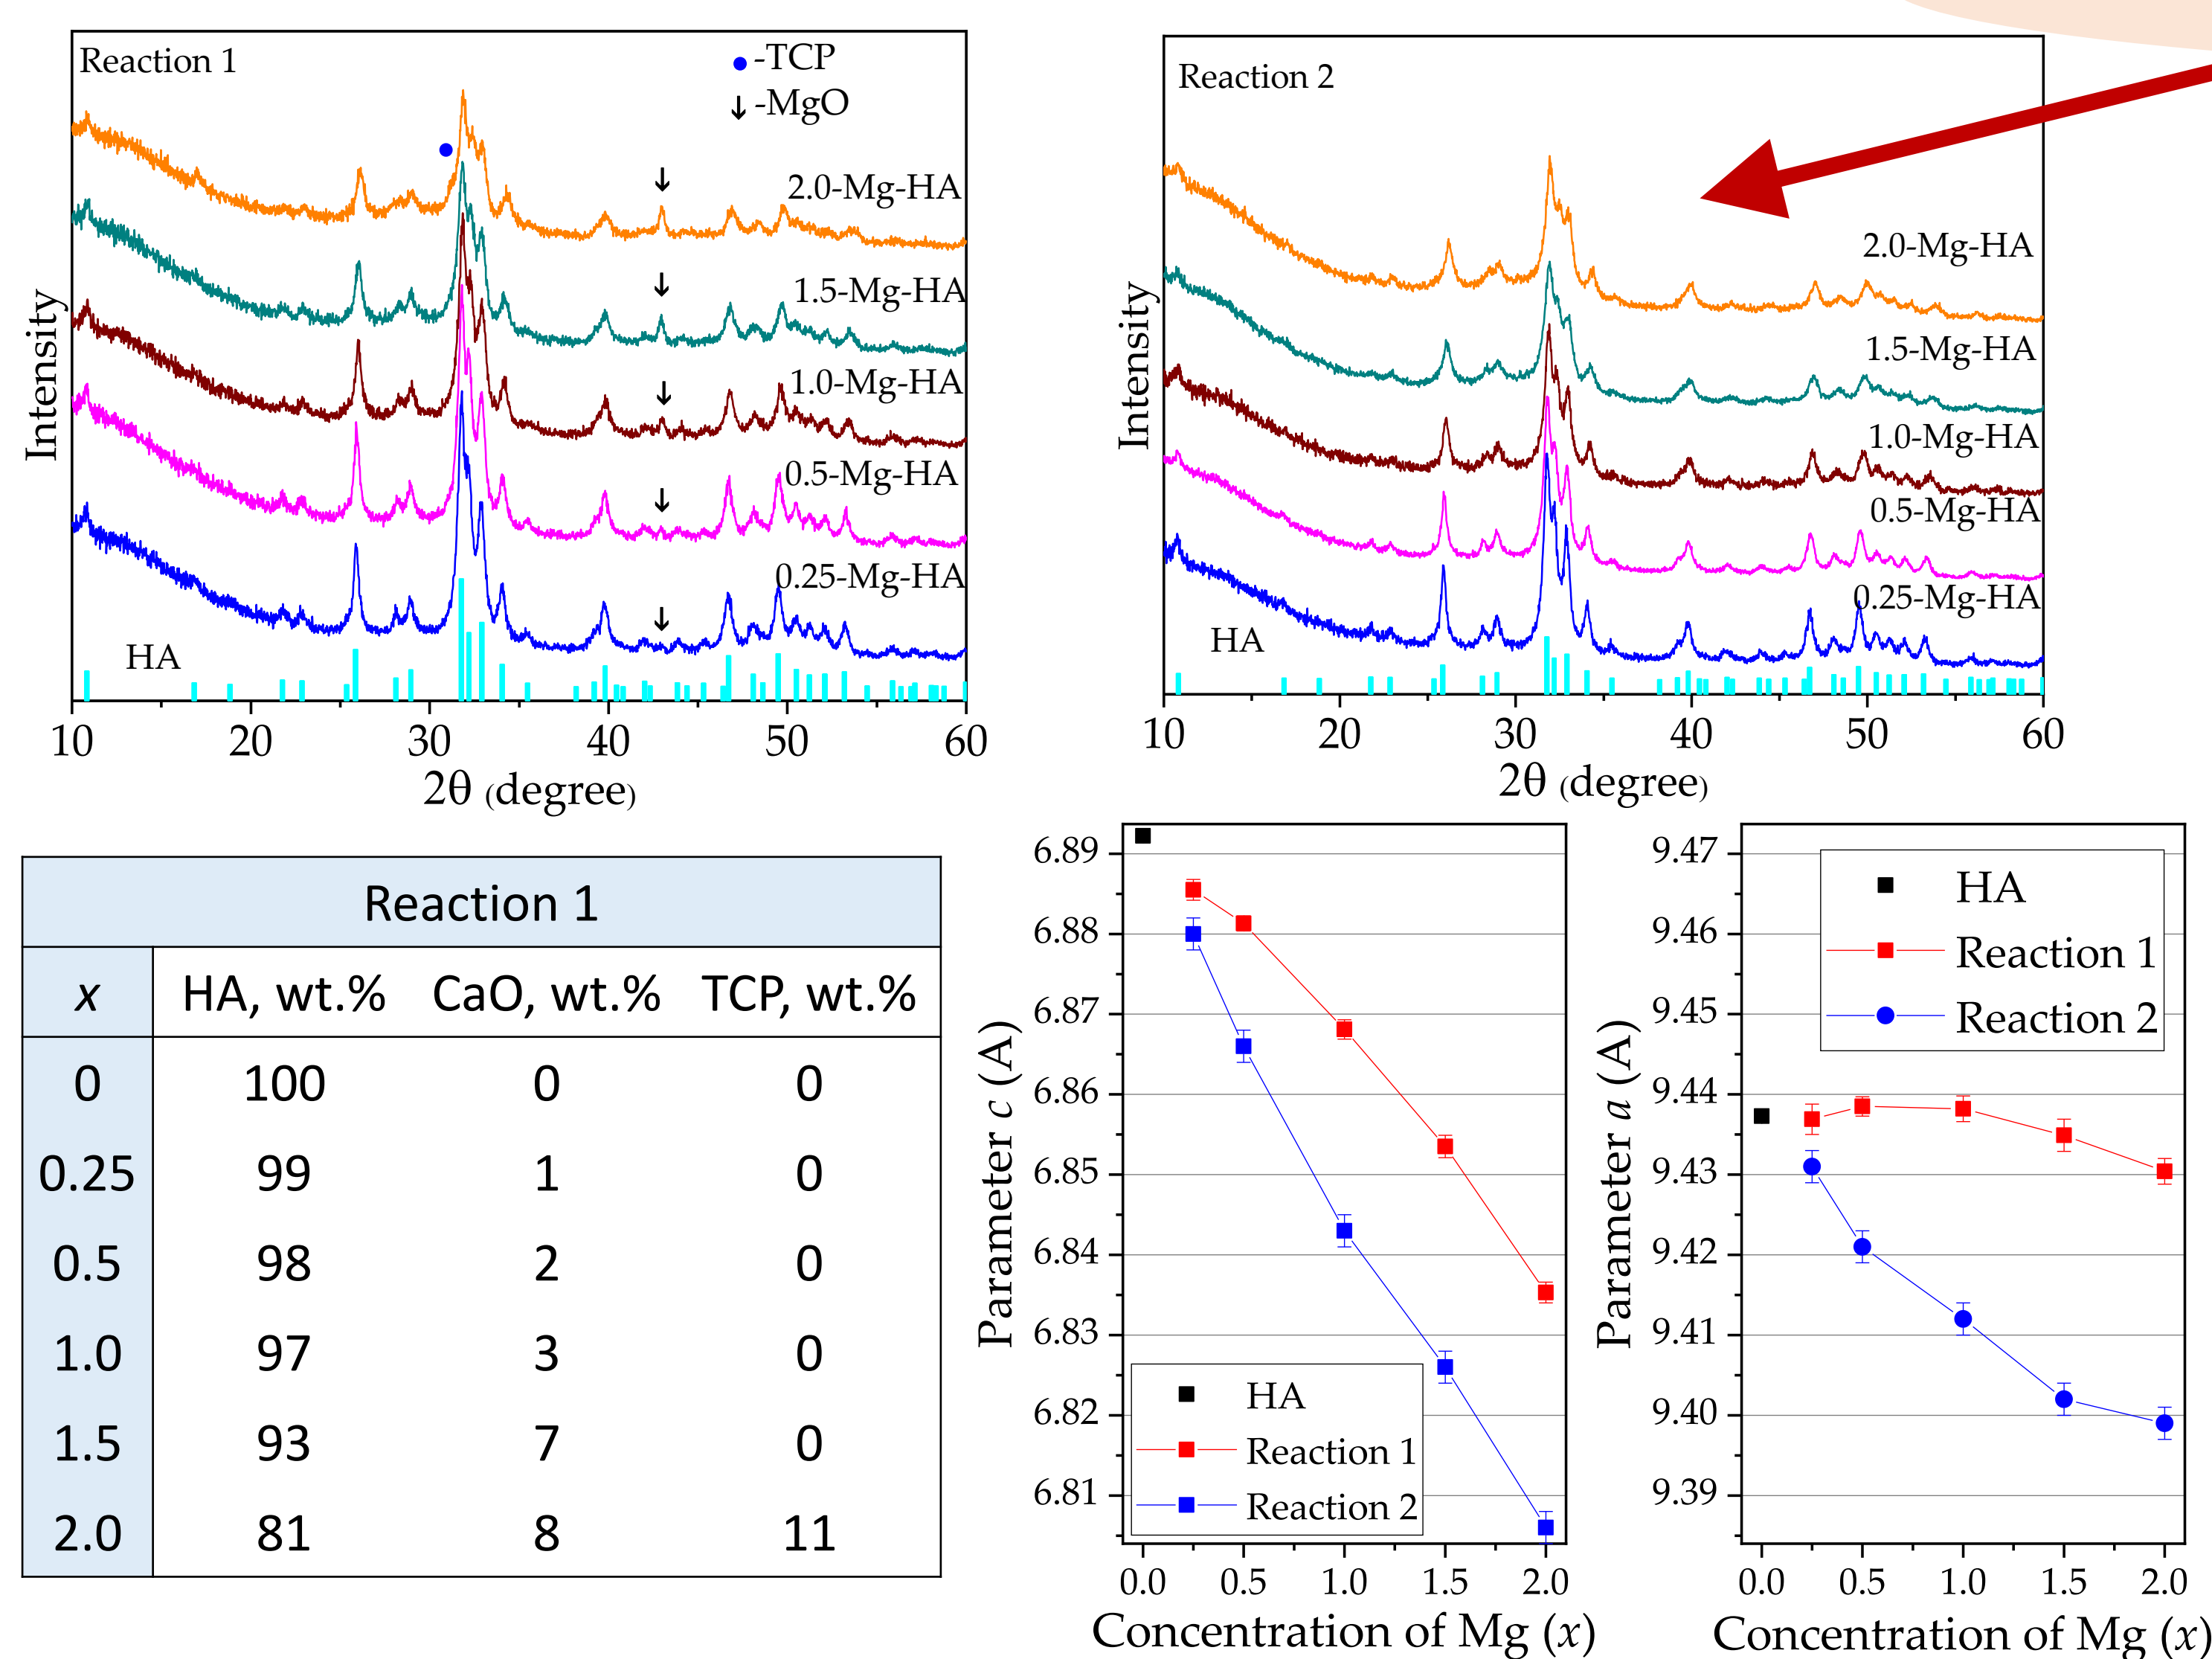 Reaction 1
-TCP
-MgO
2.0-Mg-HA
1.5-Mg-HA
1.0-Mg-HA
0.5-Mg-HA
0.25-Mg-HA
HA
Intensity
10 20 30 40 50 60
2θ (degree)
Reaction 2
2.0-Mg-HA
1.5-Mg-HA
1.0-Mg-HA
0.5-Mg-HA
0.25-Mg-HA
HA
Intensity
10 20 30 40 50 60
2θ (degree)
Reaction 1
x HA, wt.% CaO, wt.% TCP, wt.%
0 100 0 0
0.25 99 1 0
0.5 98 2 0
1.0 97 3 0
1.5 93 7 0
2.0 81 8 11
Parameter c (A)
6.89
6.88
6.87
6.86
6.85
6.84
6.83
6.82
6.81
HA
Reaction 1
Reaction 2
0.0 0.5 1.0 1.5 2.0
Concentration of Mg (x)
Parameter a (A)
9.47
9.46
9.45
9.44
9.43
9.42
9.41
9.40
9.39
HA
Reaction 1
Reaction 2
0.0 0.5 1.0 1.5 2.0
Concentration of Mg (x)